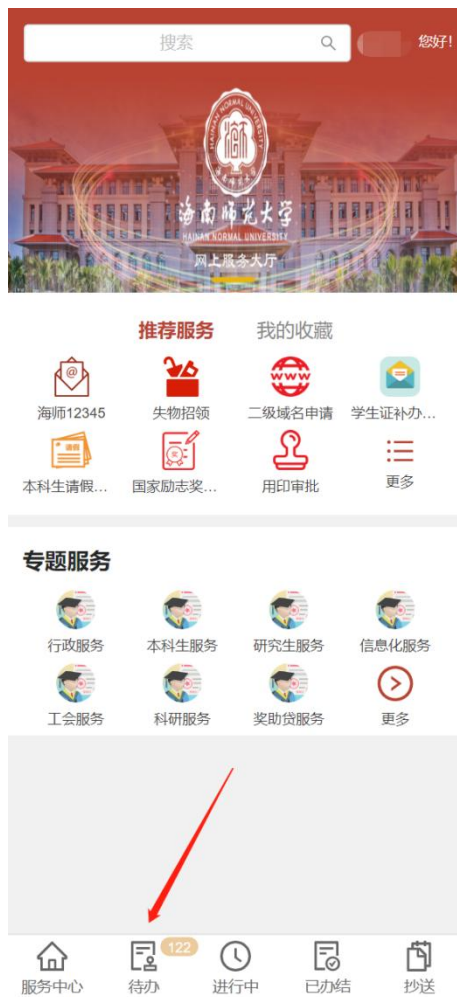 搜索
您好!
HAINAN NORMAL UNIVERSITY
海南师范大学
HAINAN NORMAL UNIVERSITY
网上服务大厅
推荐服务 我的收藏
海师12345 失物招领 二级域名申请 学生证补办...
本科生请假... 国家励志奖... 用印审批 更多
专题服务
行政服务 本科生服务 研究生服务 信息化服务
工会服务 科研服务 奖助贷服务 更多
122
服务中心 待办 进行中 已办结 抄送